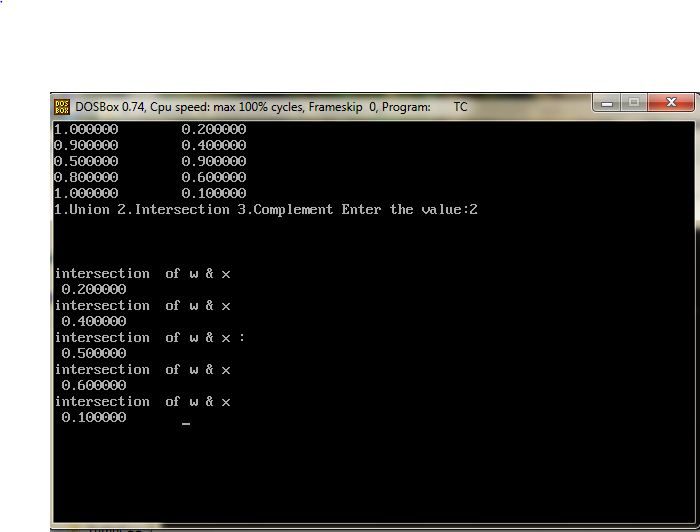 DOSBox 0.74, Cpu speed: max 100% cycles, Frameskip 0, Program: TC
1.000000 0.200000
0.900000 0.400000
0.500000 0.900000
0.800000 0.600000
1.000000 0.100000
1.Union 2.Intersection 3.Complement Enter the value:2
intersection of w & x
0.200000
intersection of w & x
0.400000
intersection of w & x :
0.500000
intersection of w & x
0.600000
intersection of w & x
0.100000 _